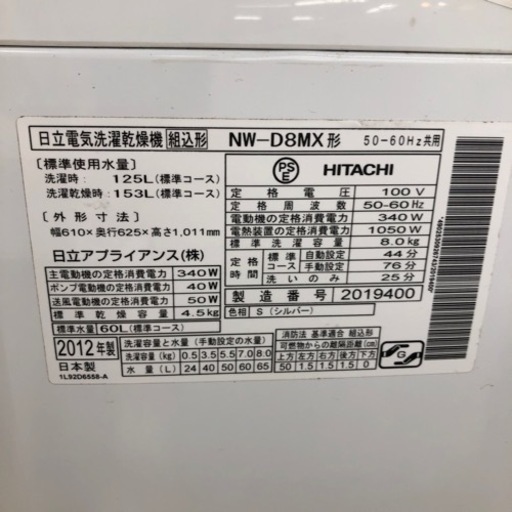 日立電気洗濯乾燥機 組込形 NW-D8MX形 50-60Hz共用
〔標準使用水量〕
洗濯時:125L(標準コース)
洗濯乾燥時:153L(標準コース)
〔外形寸法〕
幅610×奥行625×高さ1,011mm
日立アプライアンス(株)
主電動機の定格消費電力 340W
ポンプ電動機の定格消費電力 40W
送風電動機の定格消費電力 50W
標準乾燥容量 4.5kg
標準水量60L(標準コース)
PSE HITACHI
定格電圧 100V
定格周波数 50-60Hz
電動機の定格消費電力 340W
電熱装置の定格消費電力 1050W
標準洗濯容量 8.0kg
定格時間 標準コース 自動設定 44分
手動設定 76分
洗いのみ 25分
製造番号 2019400
色相 S(シルバー)
2012年製
日本製
1L92D6558-A
洗濯容量と水量(手動設定の水量)
洗濯容量(kg) 0.5 3.5 5.5 7.0 8.0
水量(L) 24 40 50 60 65
消防法 基準適合 組込形
可燃物からの離隔距離(cm)
上方 左方 右方 前方 後方 下方
50 1.5 1.5 1.5 1.5 0
G